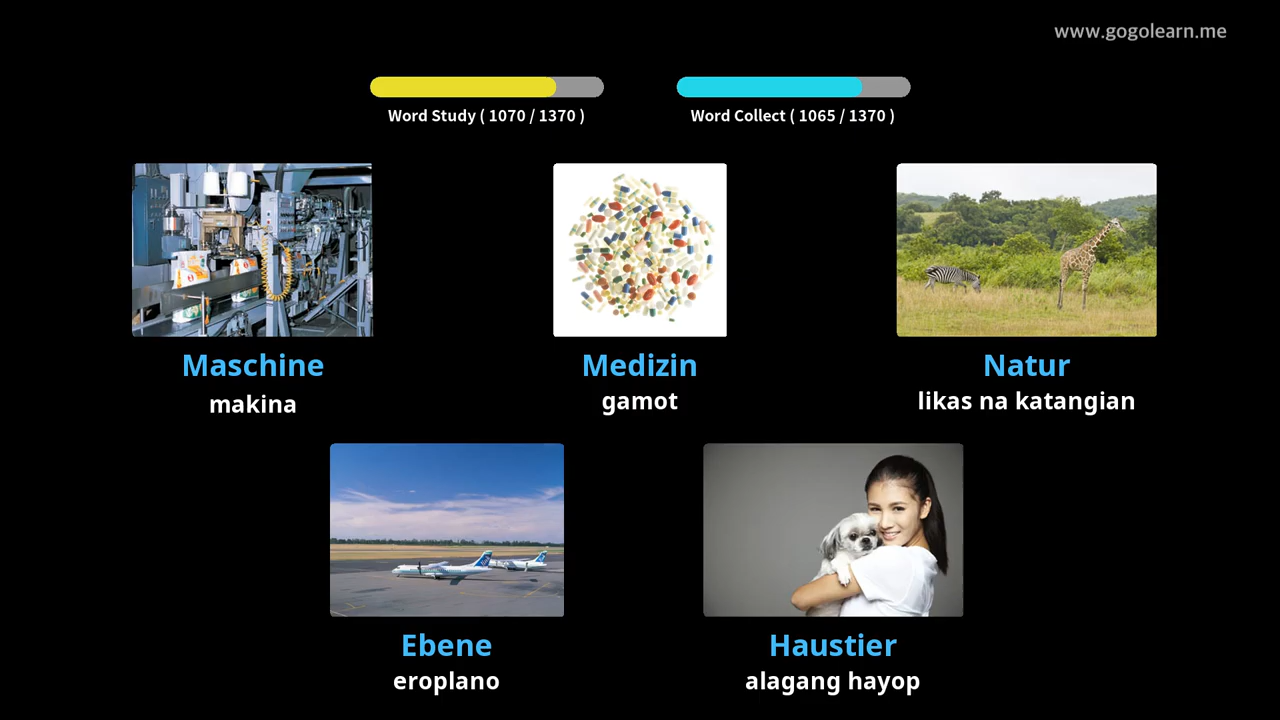 www.gogolearn.me
Word Study ( 1070 / 1370 )
Word Collect ( 1065 / 1370 )
Maschine
makina
Medizin
gamot
Natur
likas na katangian
Ebene
eroplano
Haustier
alagang hayop